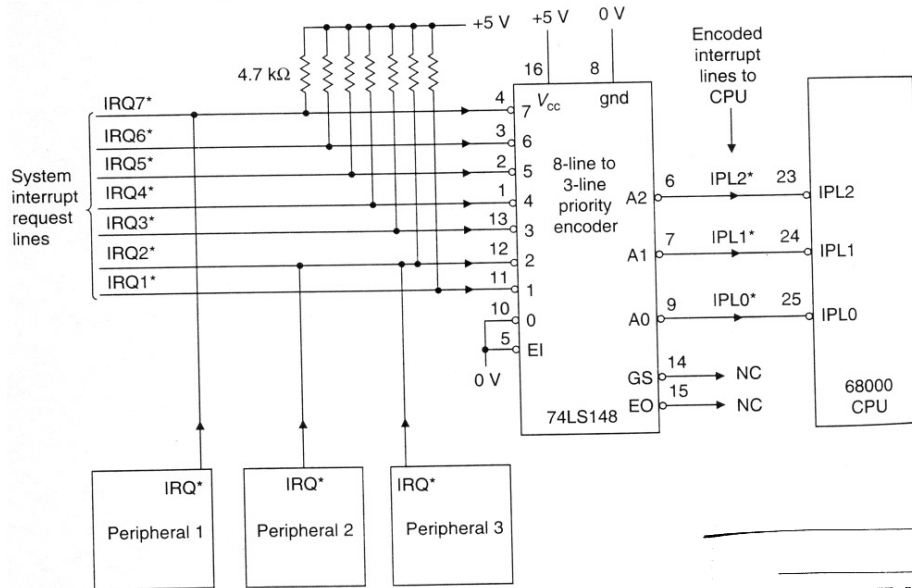 +5 V
+5 V
0 V
Encoded
interrupt
lines to
CPU
4.7 kΩ
16
8
Vcc
gnd
System
interrupt
request
lines
IRQ7*
4
7
IRQ6*
3
6
IRQ5*
2
5
IRQ4*
1
4
IRQ3*
13
3
IRQ2*
12
2
IRQ1*
11
1
10
0
5
EI
0 V
8-line to
3-line
priority
encoder
A2
6
IPL2*
23
IPL2
A1
7
IPL1*
24
IPL1
A0
9
IPL0*
25
IPL0
GS
14
NC
EO
15
NC
74LS148
68000
CPU
IRQ*
Peripheral 1
IRQ*
Peripheral 2
IRQ*
Peripheral 3